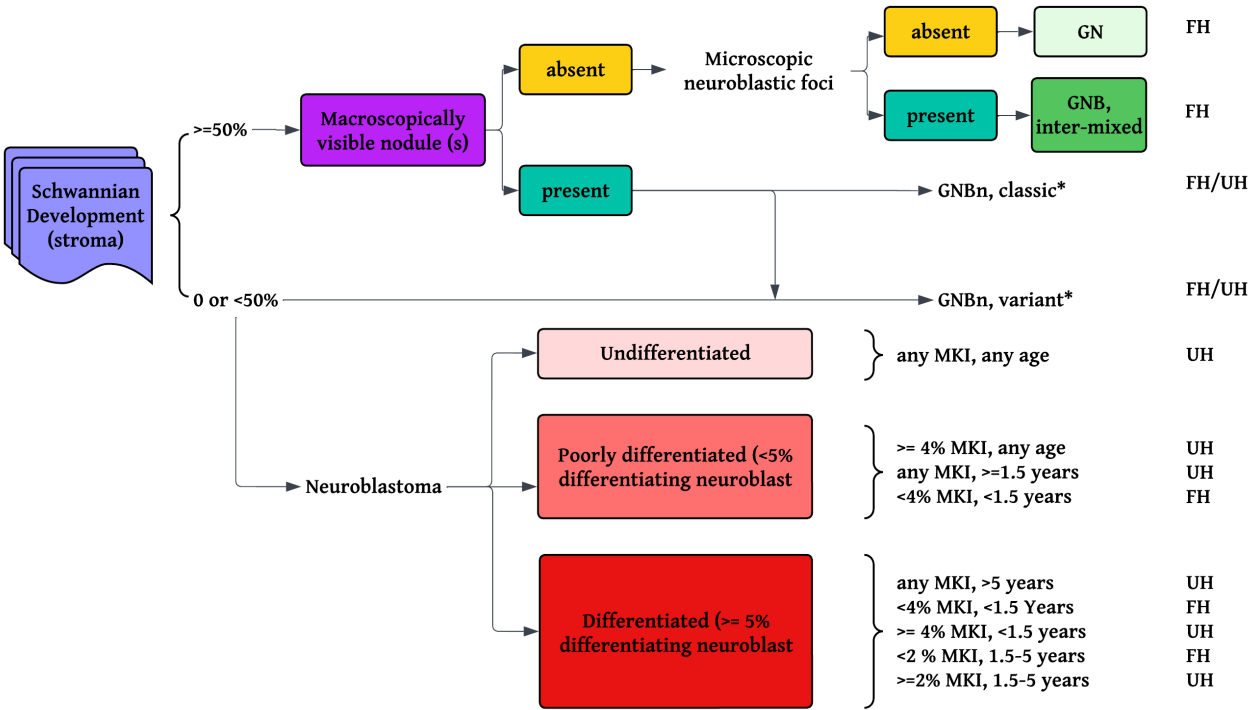 Schwannian
Development
(stroma)
>=50%
Macroscopically
visible nodule (s)
absent
Microscopic
neuroblastic foci
absent
GN
FH
present
GNB,
inter-mixed
FH
present
GNBn, classic*
FH/UH
0 or <50%
GNBn, variant*
FH/UH
Neuroblastoma
Undifferentiated
any MKI, any age
UH
Poorly differentiated (<5%
differentiating neuroblast
>= 4% MKI, any age
UH
any MKI, >=1.5 years
UH
<4% MKI, <1.5 years
FH
Differentiated (>= 5%
differentiating neuroblast
any MKI, >5 years
UH
<4% MKI, <1.5 Years
FH
>= 4% MKI, <1.5 years
UH
<2 % MKI, 1.5-5 years
FH
>=2% MKI, 1.5-5 years
UH